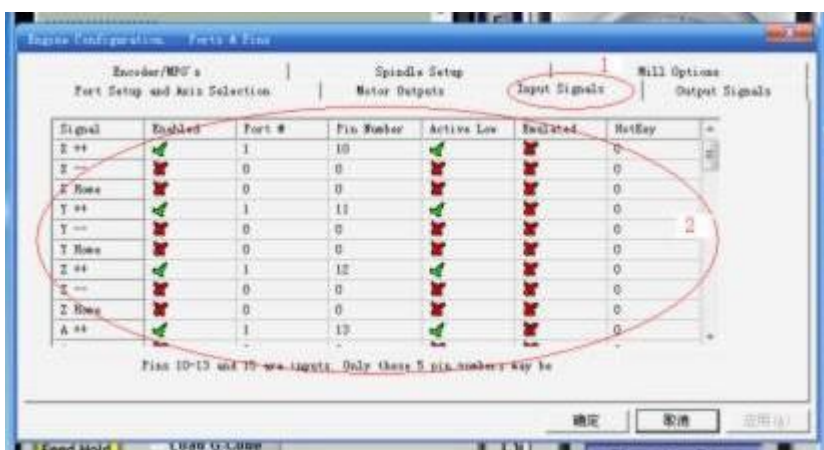 Engine Configuration... Ports & Pins
Encoder/MPG's Spindle Setup 1 Mill Options
Port Setup and Axis Selection Motor Outputs Input Signals Output Signals
Signal Enabled Port # Pin Number Active Low Emulated HotKey
X ++ 1 10 0
X -- 0 0 0
X Home 0 0 0
Y ++ 1 11 0
Y -- 0 0 0 2
Y Home 0 0 0
Z ++ 1 12 0
Z -- 0 0 0
Z Home 0 0 0
A ++ 1 13 0
Pins 10-13 and 15 are inputs. Only these 5 pin numbers may be
确定 取消 应用(A)
Feed Hold Load G-Code